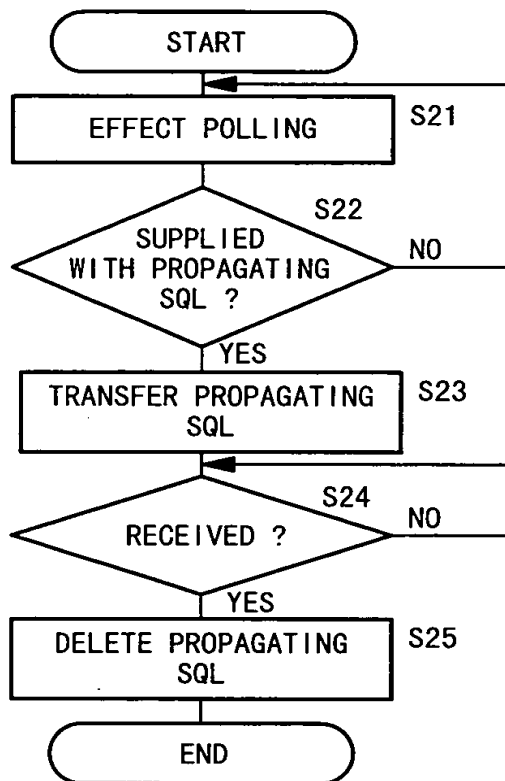 START
EFFECT POLLING
S21
S22
SUPPLIED
WITH PROPAGATING
SQL ?
NO
YES
TRANSFER PROPAGATING
SQL
S23
S24
RECEIVED ?
NO
YES
DELETE PROPAGATING
SQL
S25
END